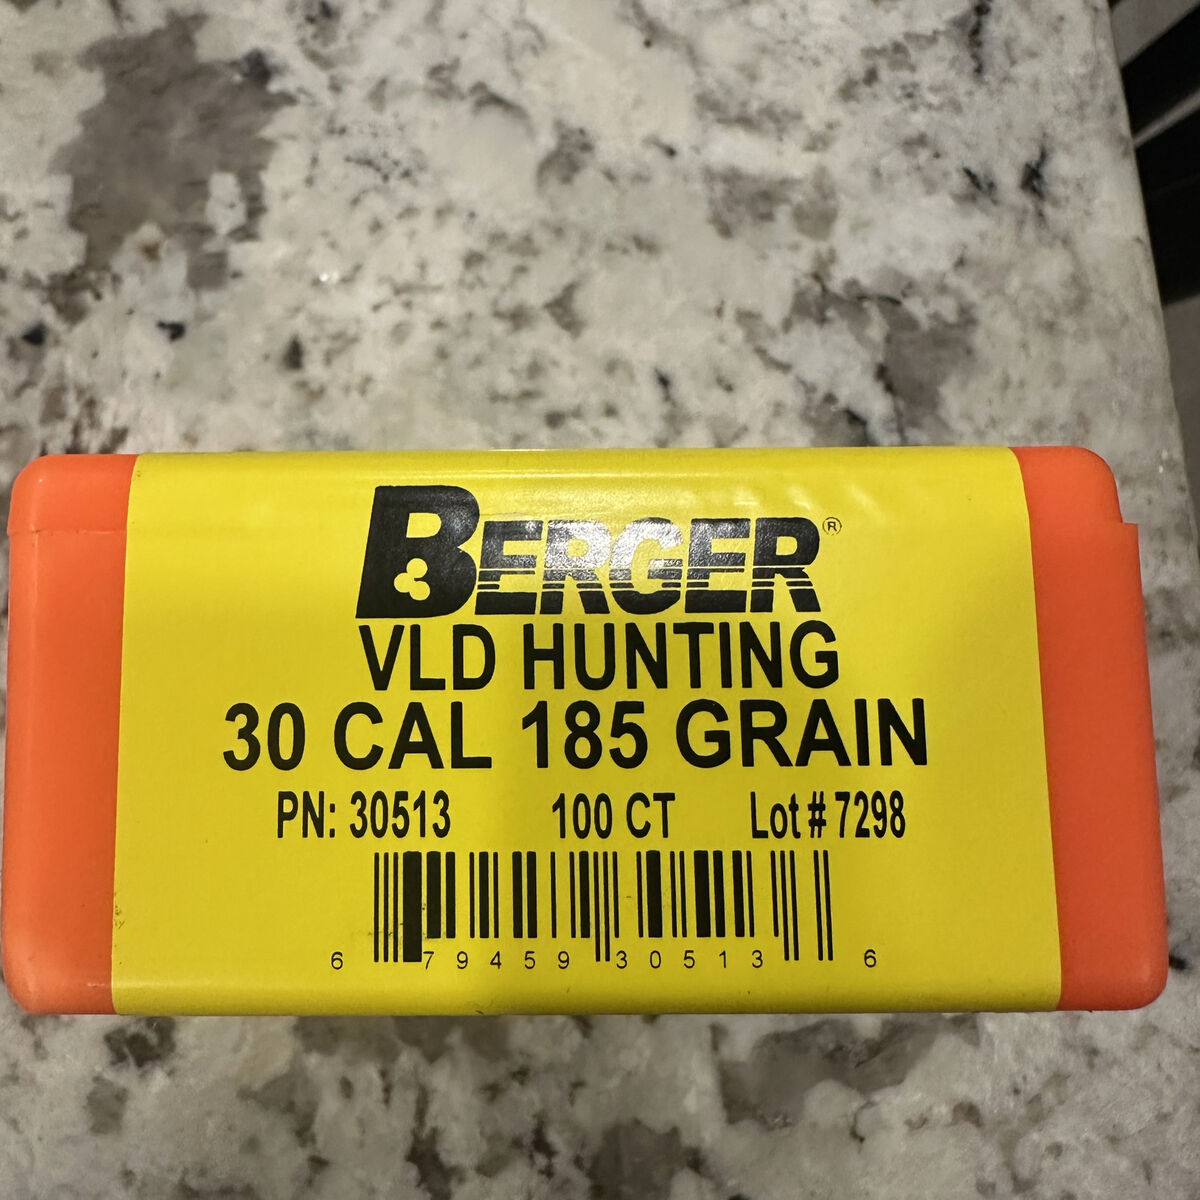 BERGER®
VLD HUNTING
30 CAL 185 GRAIN
PN: 30513 100 CT Lot # 7298
6 79459 30513 6